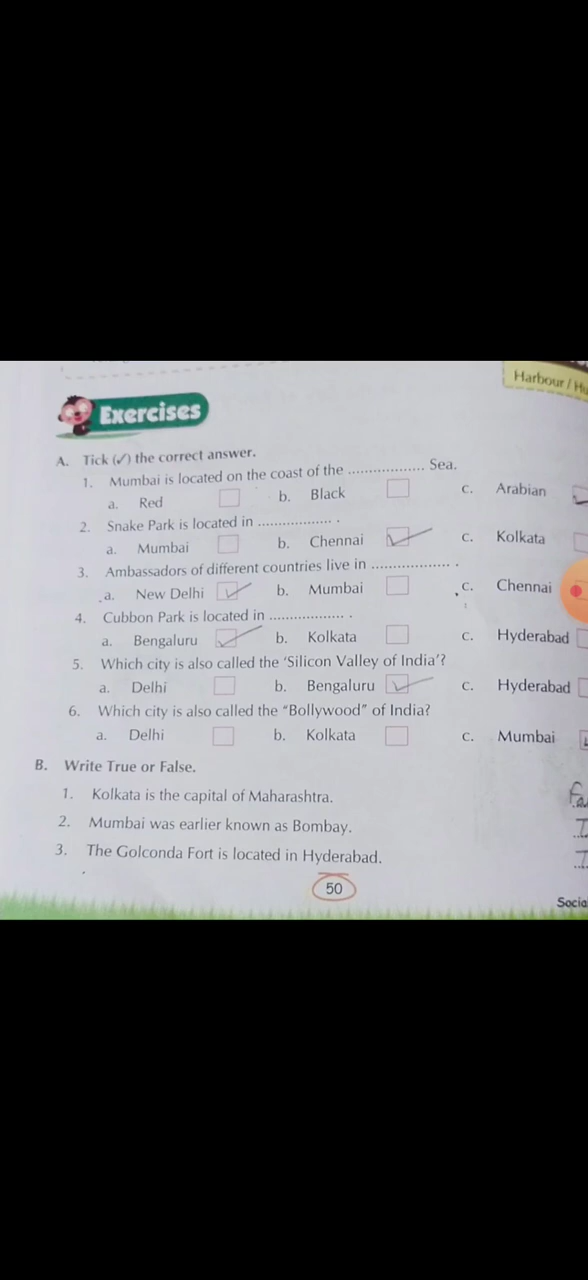 Harbour / Hu
Exercises
A. Tick (✓) the correct answer.
1. Mumbai is located on the coast of the .................. Sea.
a. Red b. Black c. Arabian
2. Snake Park is located in .................. .
a. Mumbai b. Chennai c. Kolkata
3. Ambassadors of different countries live in .................... .
a. New Delhi b. Mumbai c. Chennai
4. Cubbon Park is located in .................. .
a. Bengaluru b. Kolkata c. Hyderabad
5. Which city is also called the ‘Silicon Valley of India’?
a. Delhi b. Bengaluru c. Hyderabad
6. Which city is also called the “Bollywood” of India?
a. Delhi b. Kolkata c. Mumbai
B. Write True or False.
1. Kolkata is the capital of Maharashtra. Fa
2. Mumbai was earlier known as Bombay. T
3. The Golconda Fort is located in Hyderabad. T
50
Socia